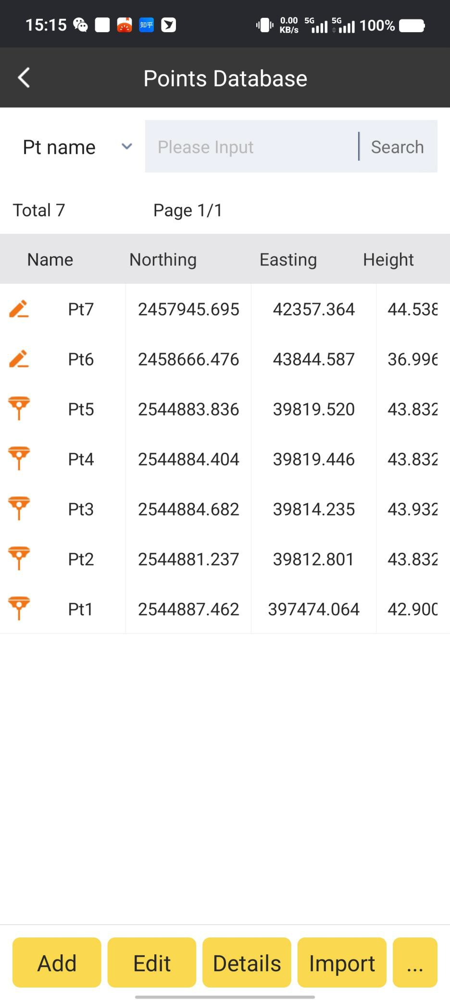 15:15 知乎 0.00 KB/s 5G 5G 100%
Points Database
Pt name Please Input Search
Total 7 Page 1/1
Name Northing Easting Height
Pt7 2457945.695 42357.364 44.538
Pt6 2458666.476 43844.587 36.996
Pt5 2544883.836 39819.520 43.832
Pt4 2544884.404 39819.446 43.832
Pt3 2544884.682 39814.235 43.932
Pt2 2544881.237 39812.801 43.832
Pt1 2544887.462 397474.064 42.900
Add Edit Details Import ...